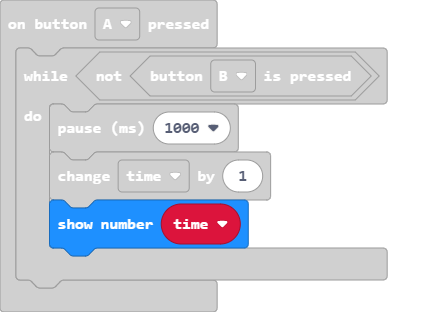 on button A pressed
while not button B is pressed
do
pause (ms) 1000
change time by 1
show number time